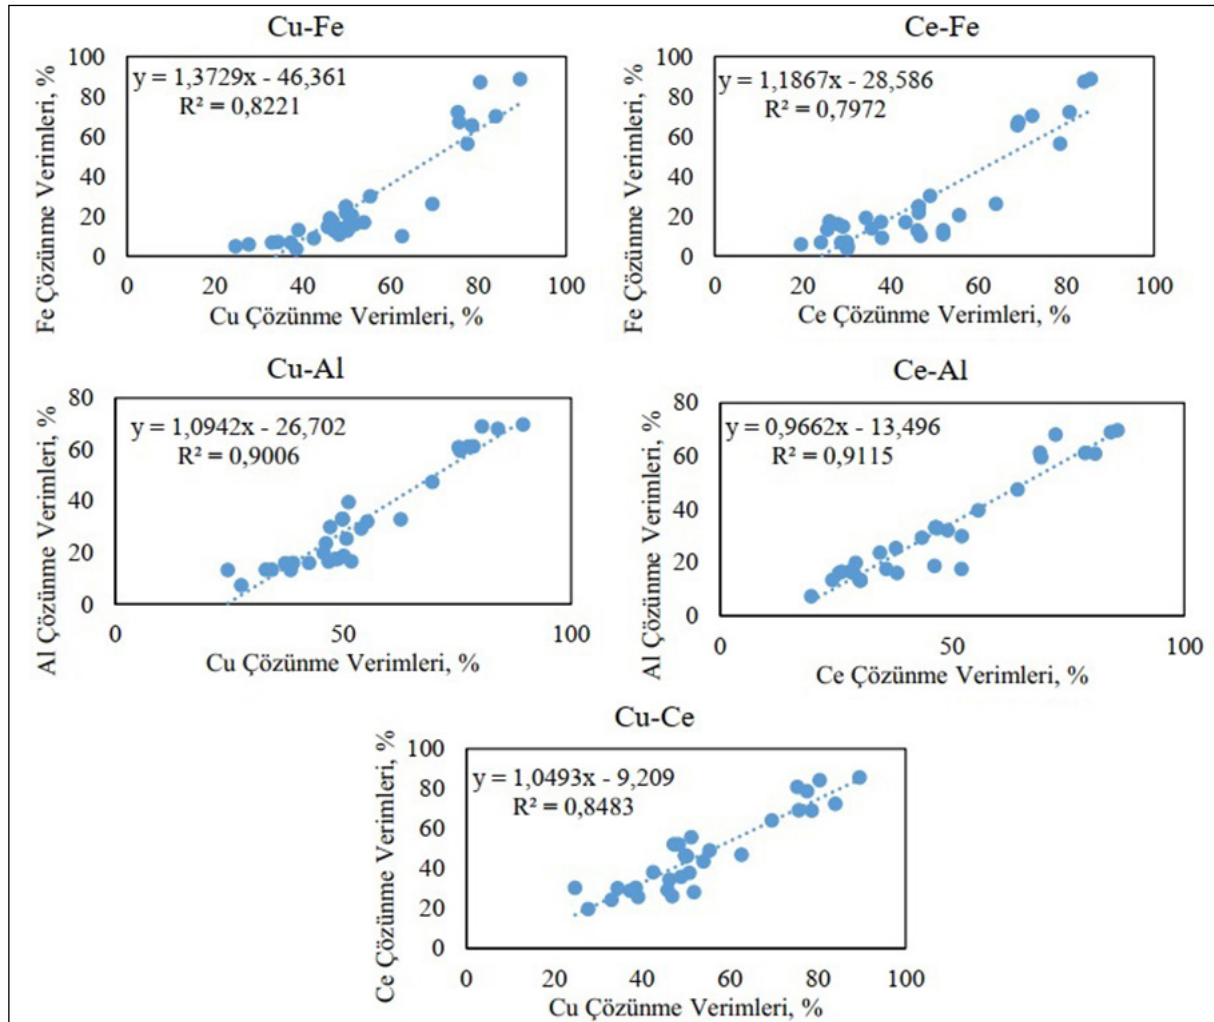 Cu-Fe
y = 1,3729x - 46,361
R² = 0,8221
Fe Çözünme Verimleri, %
100
80
60
40
20
0
0 20 40 60 80 100
Cu Çözünme Verimleri, %
Ce-Fe
y = 1,1867x - 28,586
R² = 0,7972
Fe Çözünme Verimleri, %
100
80
60
40
20
0
0 20 40 60 80 100
Ce Çözünme Verimleri, %
Cu-Al
y = 1,0942x - 26,702
R² = 0,9006
Al Çözünme Verimleri, %
80
60
40
20
0
0 50 100
Cu Çözünme Verimleri, %
Ce-Al
y = 0,9662x - 13,496
R² = 0,9115
Al Çözünme Verimleri, %
80
60
40
20
0
0 50 100
Ce Çözünme Verimleri, %
Cu-Ce
y = 1,0493x - 9,209
R² = 0,8483
Ce Çözünme Verimleri, %
100
80
60
40
20
0
0 20 40 60 80 100
Cu Çözünme Verimleri, %